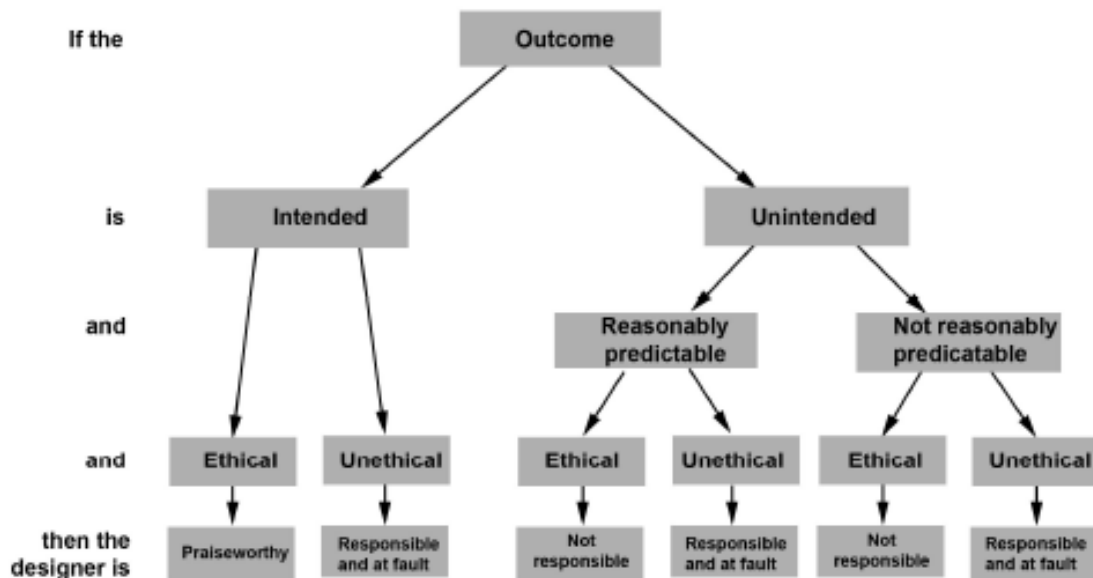 If the
Outcome
is
Intended
Unintended
and
Reasonably
predictable
Not reasonably
predicatable
and
Ethical
Unethical
Ethical
Unethical
Ethical
Unethical
then the
designer is
Praiseworthy
Responsible
and at fault
Not
responsible
Responsible
and at fault
Not
responsible
Responsible
and at fault